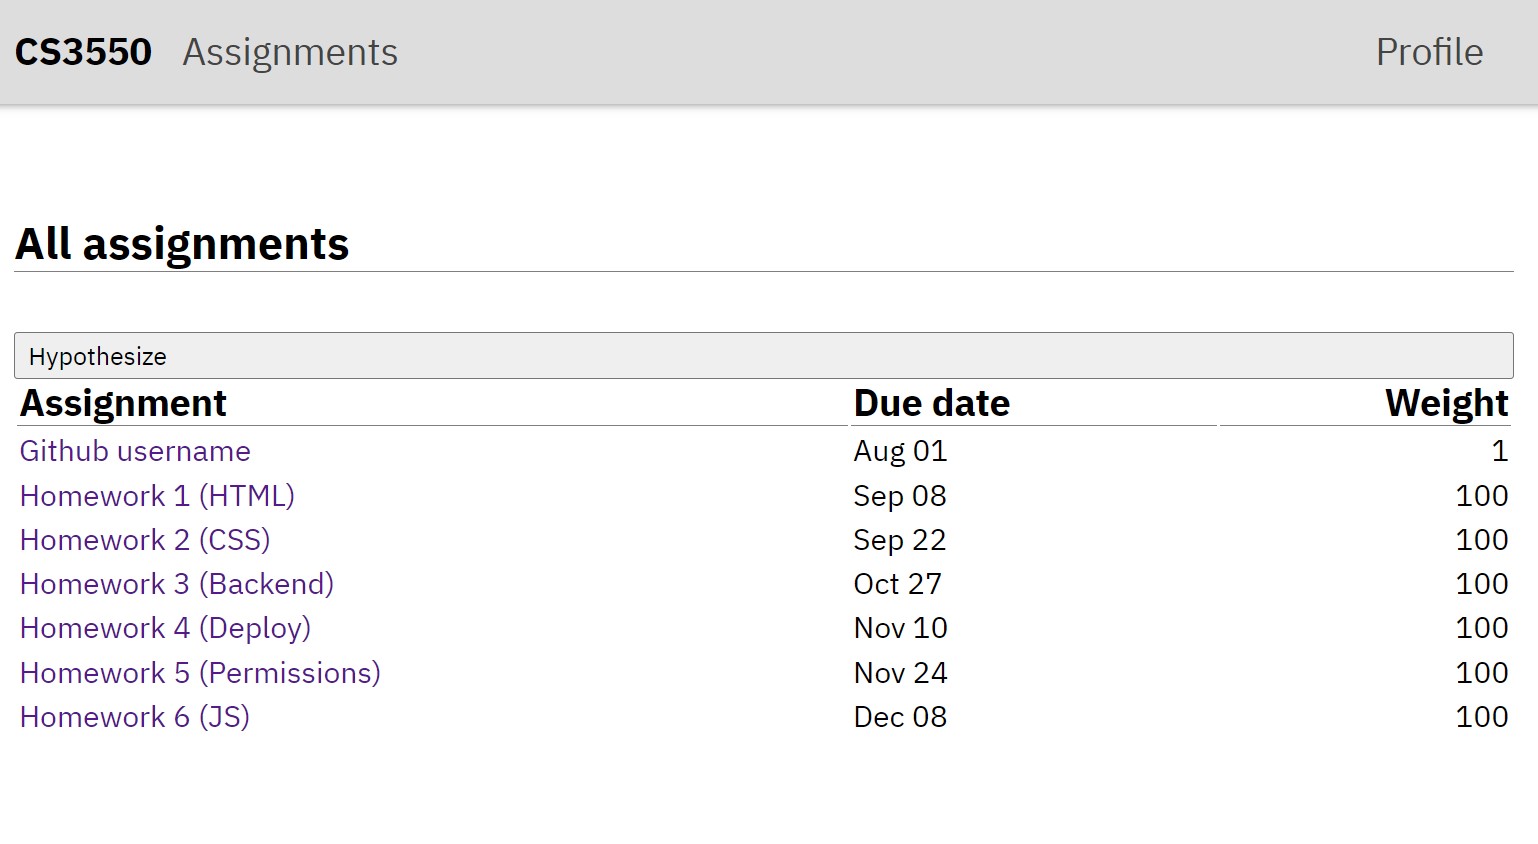 CS3550 Assignments Profile
All assignments
Hypothesize
Assignment Due date Weight
Github username Aug 01 1
Homework 1 (HTML) Sep 08 100
Homework 2 (CSS) Sep 22 100
Homework 3 (Backend) Oct 27 100
Homework 4 (Deploy) Nov 10 100
Homework 5 (Permissions) Nov 24 100
Homework 6 (JS) Dec 08 100